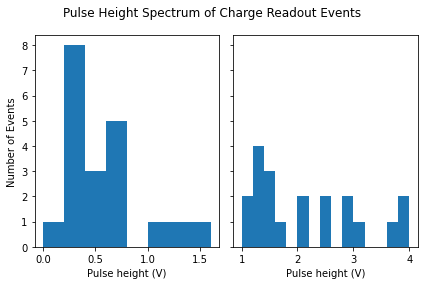 Pulse Height Spectrum of Charge Readout Events
Number of Events
8
7
6
5
4
3
2
1
0
0.0 0.5 1.0 1.5
Pulse height (V)
1 2 3 4
Pulse height (V)